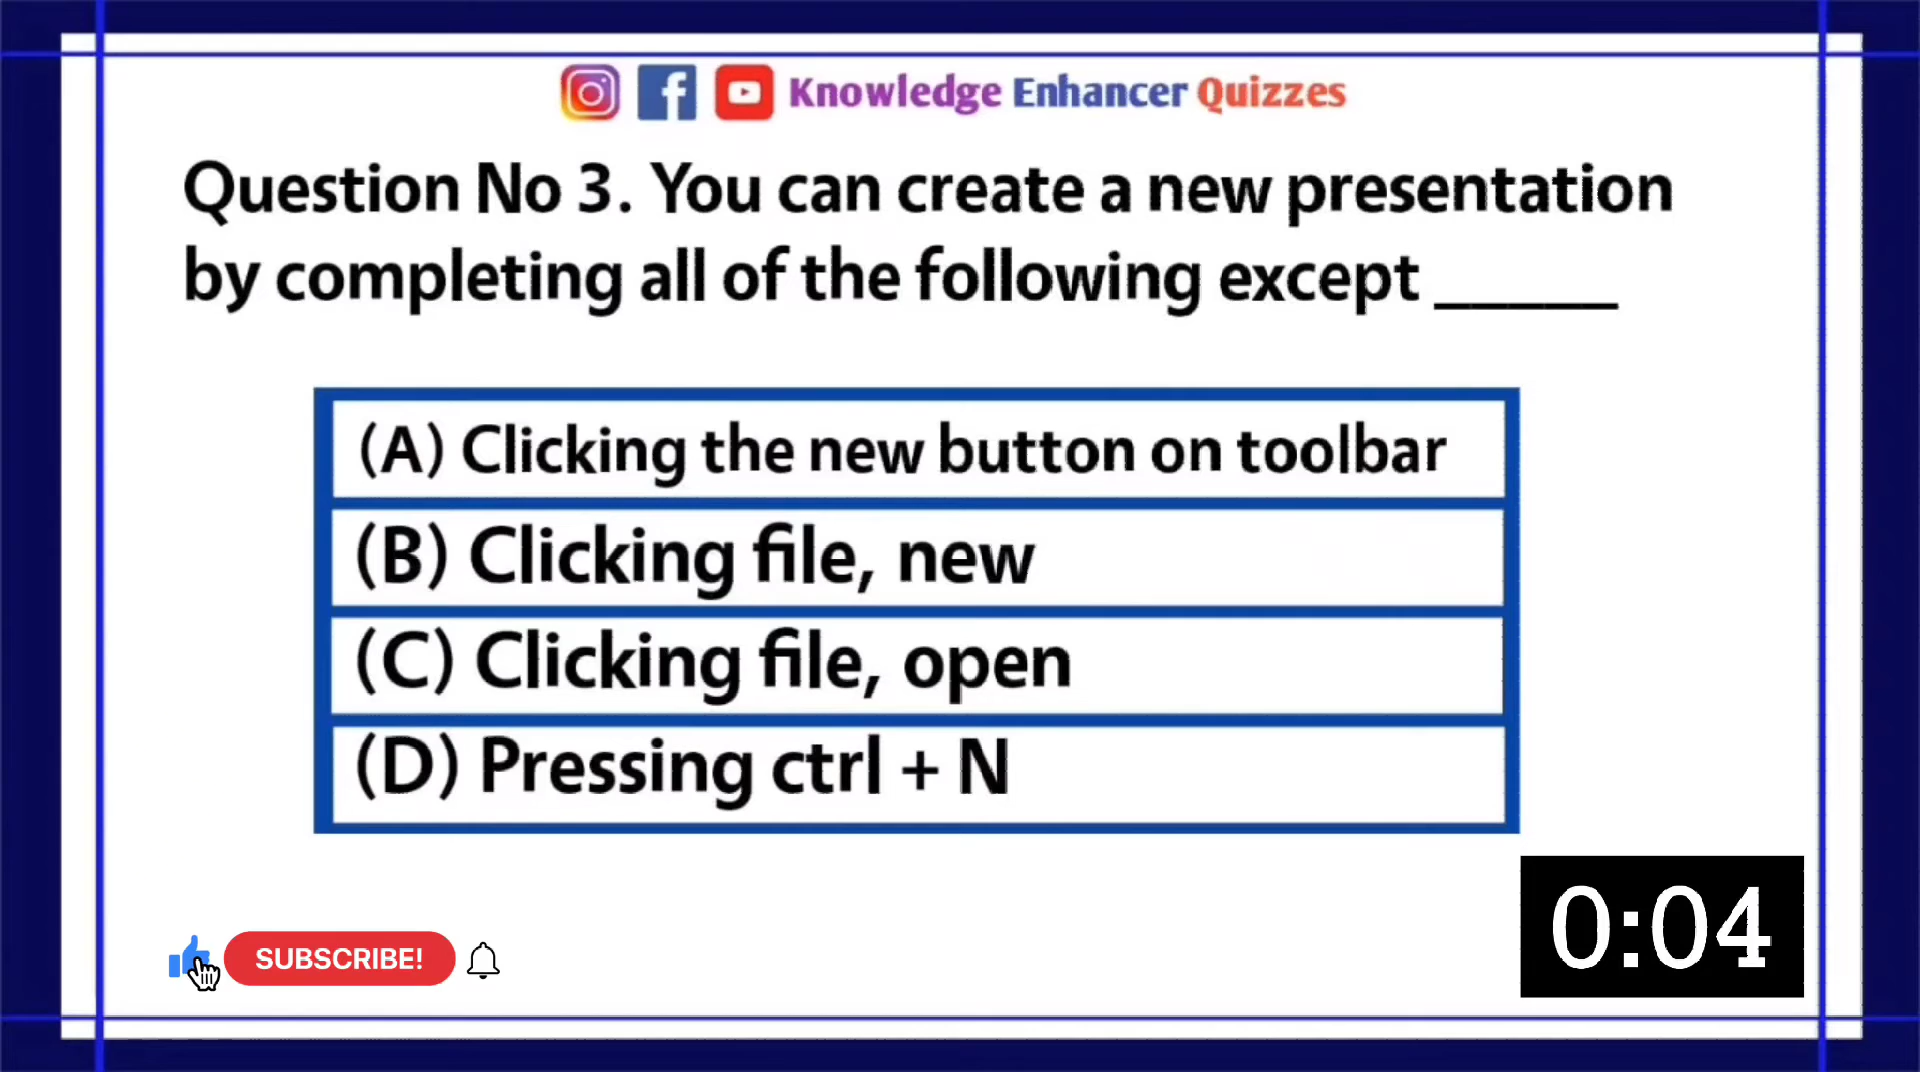 Knowledge Enhancer Quizzes
Question No 3. You can create a new presentation
by completing all of the following except _____
(A) Clicking the new button on toolbar
(B) Clicking file, new
(C) Clicking file, open
(D) Pressing ctrl + N
SUBSCRIBE!
0:04